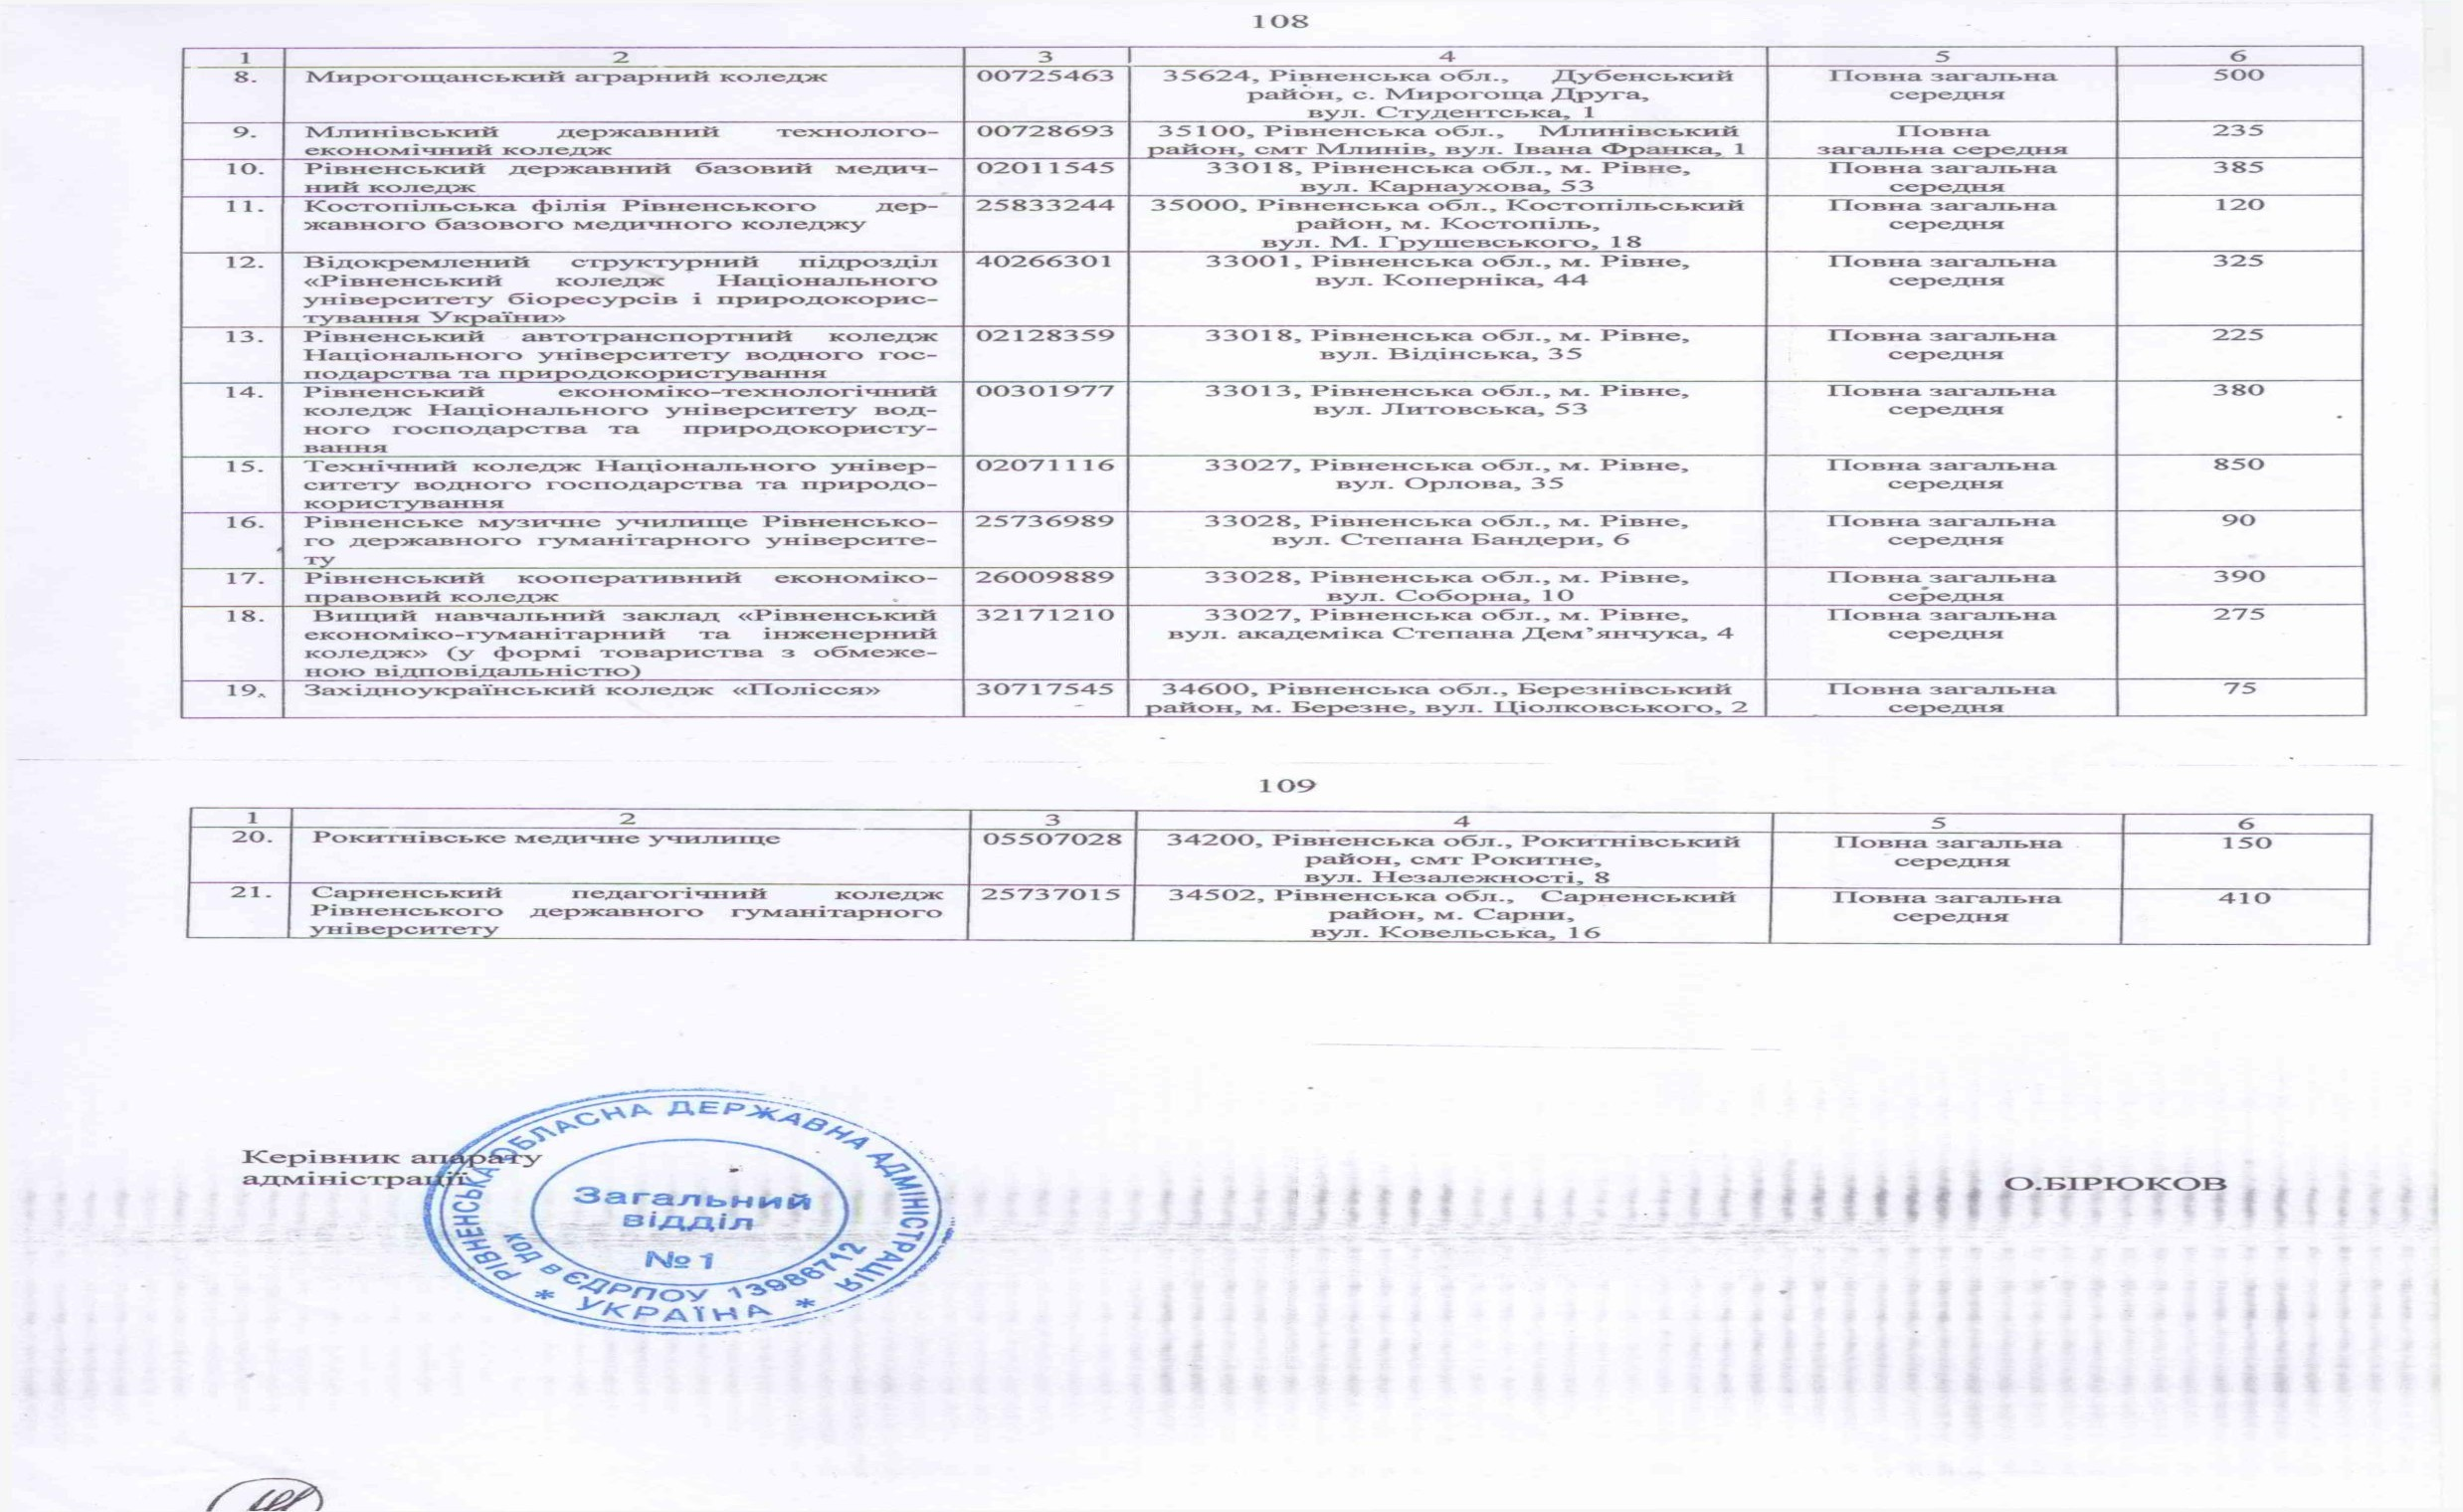 108
1 2 3 4 5 6
8. Мирогощанський аграрний коледж 00725463 35624, Рівненська обл., Дубенський Повна загальна 500
район, с. Мирогоща Друга, середня
вул. Студентська, 1
9. Млинівський державний технолого- 00728693 35100, Рівненська обл., Млинівський Повна 235
економічний коледж район, смт Млинів, вул. Івана Франка, 1 загальна середня
10. Рівненський державний базовий медич- 02011545 33018, Рівненська обл., м. Рівне, Повна загальна 385
ний коледж вул. Карнаухова, 53 середня
11. Костопільська філія Рівненського дер- 25833244 35000, Рівненська обл., Костопільський Повна загальна 120
жавного базового медичного коледжу район, м. Костопіль, середня
вул. М. Грушевського, 18
12. Відокремлений структурний підрозділ 40266301 33001, Рівненська обл., м. Рівне, Повна загальна 325
«Рівненський коледж Національного вул. Коперніка, 44 середня
університету біоресурсів і природокорис-
тування України»
13. Рівненський автотранспортний коледж 02128359 33018, Рівненська обл., м. Рівне, Повна загальна 225
Національного університету водного гос- вул. Відінська, 35 середня
подарства та природокористування
14. Рівненський економіко-технологічний 00301977 33013, Рівненська обл., м. Рівне, Повна загальна 380
коледж Національного університету вод- вул. Литовська, 53 середня
ного господарства та природокористу-
вання
15. Технічний коледж Національного універ- 02071116 33027, Рівненська обл., м. Рівне, Повна загальна 850
ситету водного господарства та природо- вул. Орлова, 35 середня
користування
16. Рівненське музичне училище Рівненсько- 25736989 33028, Рівненська обл., м. Рівне, Повна загальна 90
го державного гуманітарного університе- вул. Степана Бандери, 6 середня
ту
17. Рівненський кооперативний економіко- 26009889 33028, Рівненська обл., м. Рівне, Повна загальна 390
правовий коледж вул. Соборна, 10 середня
18. Вищий навчальний заклад «Рівненський 32171210 33027, Рівненська обл., м. Рівне, Повна загальна 275
економіко-гуманітарний та інженерний вул. академіка Степана Дем’янчука, 4 середня
коледж» (у формі товариства з обмеже-
ною відповідальністю)
19. Західноукраїнський коледж «Полісся» 30717545 34600, Рівненська обл., Березнівський Повна загальна 75
район, м. Березне, вул. Ціолковського, 2 середня
109
1 2 3 4 5 6
20. Рокитнівське медичне училище 05507028 34200, Рівненська обл., Рокитнівський Повна загальна 150
район, смт Рокитне, середня
вул. Незалежності, 8
21. Сарненський педагогічний коледж 25737015 34502, Рівненська обл., Сарненський Повна загальна 410
Рівненського державного гуманітарного район, м. Сарни, середня
університету вул. Ковельська, 16
Керівник апарату
адміністрації О.БІРЮКОВ
РІВНЕНСЬКА ОБЛАСНА ДЕРЖАВНА АДМІНІСТРАЦІЯ
Загальний
відділ
№ 1
код в ЄДРПОУ 13986712
* УКРАЇНА *